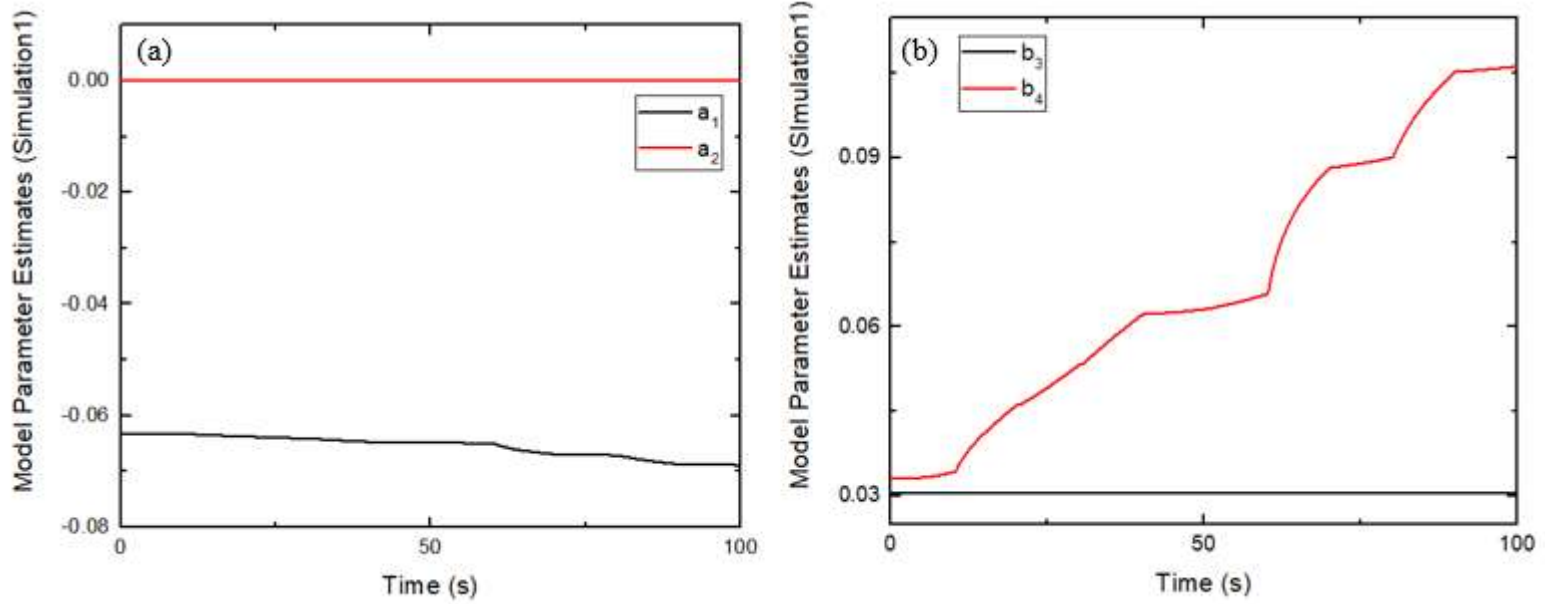 (a)
Model Parameter Estimates (Simulation1)
0.00
-0.02
-0.04
-0.06
-0.08
a₁
a₂
0
50
100
Time (s)
(b)
Model Parameter Estimates (SImulation1)
b₃
b₄
0.09
0.06
0.03
0
50
100
Time (s)